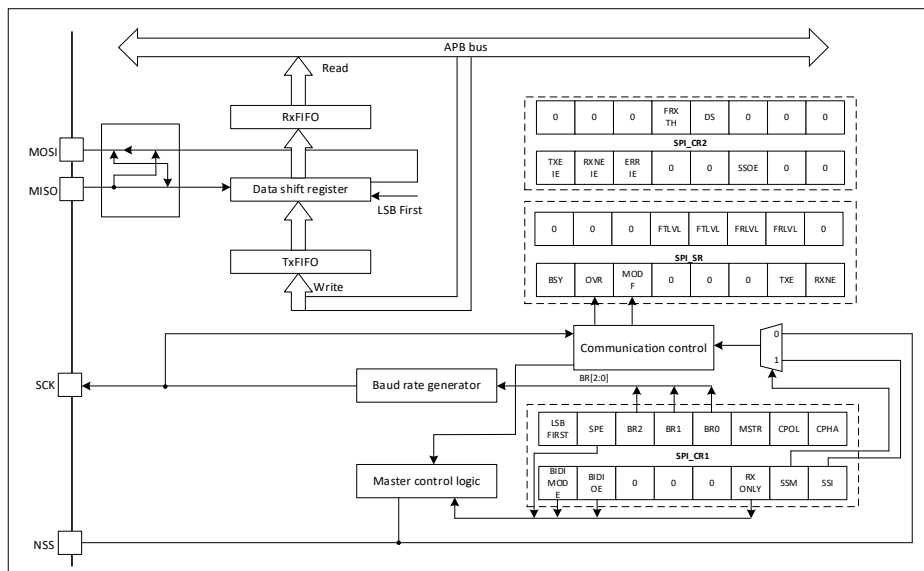 APB bus
Read
RxFIFO
MOSI
MISO
Data shift register
LSB First
TxFIFO
Write
0 0 0 FRX TH DS 0 0 0
SPI_CR2
TXE IE RXNE IE ERR IE 0 0 SSOE 0 0
0 0 0 FTLVL FTLVL FRLVL FRLVL 0
SPI_SR
BSY OVR MOD F 0 0 0 TXE RXNE
Communication control
0
1
SCK
Baud rate generator
BR[2:0]
LSB FIRST SPE BR2 BR1 BR0 MSTR CPOL CPHA
SPI_CR1
Master control logic
BIDI MOD E BIDI OE 0 0 0 RX ONLY SSM SSI
NSS